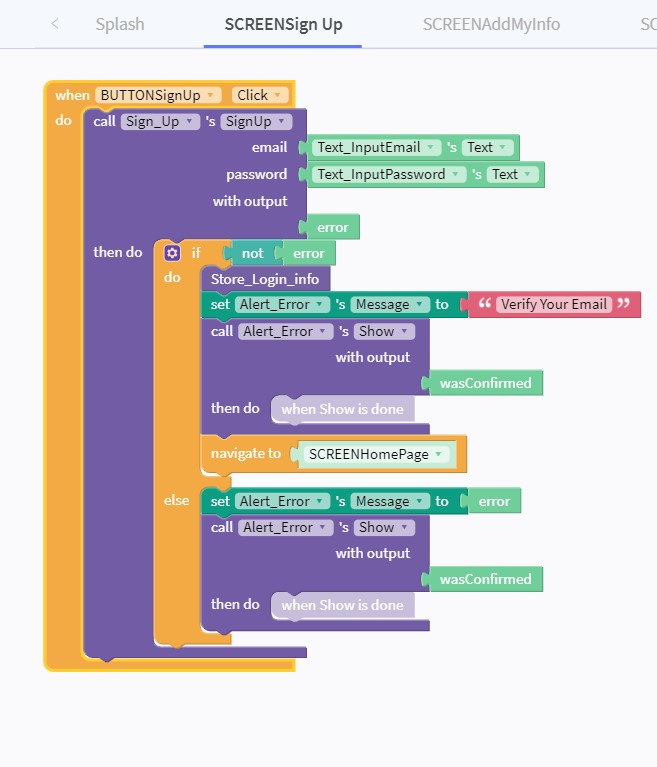 Splash SCREENSign Up SCREENAddMyInfo SC
when BUTTONSignUp Click
do call Sign_Up 's SignUp
email Text_InputEmail 's Text
password Text_InputPassword 's Text
with output
error
then do if not error
do Store_Login_info
set Alert_Error 's Message to “ Verify Your Email ”
call Alert_Error 's Show
with output
wasConfirmed
then do when Show is done
navigate to SCREENHomePage
else set Alert_Error 's Message to error
call Alert_Error 's Show
with output
wasConfirmed
then do when Show is done